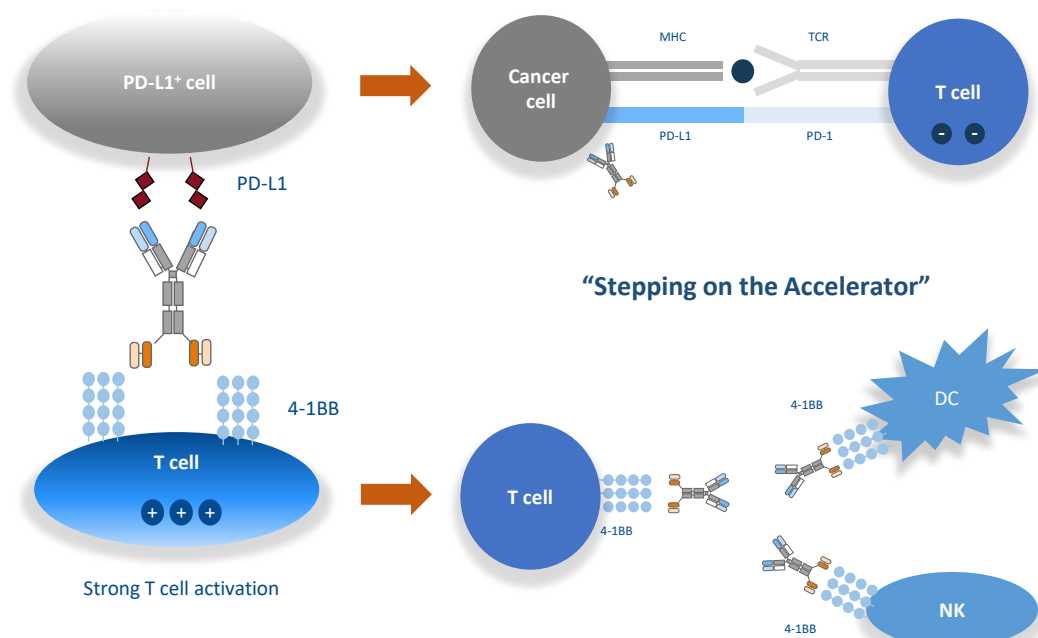 PD-L1⁺ cell
PD-L1
4-1BB
T cell
+ + +
Strong T cell activation
MHC
TCR
Cancer
cell
T cell
- -
PD-L1
PD-1
“Stepping on the Accelerator”
4-1BB
DC
T cell
4-1BB
4-1BB
NK